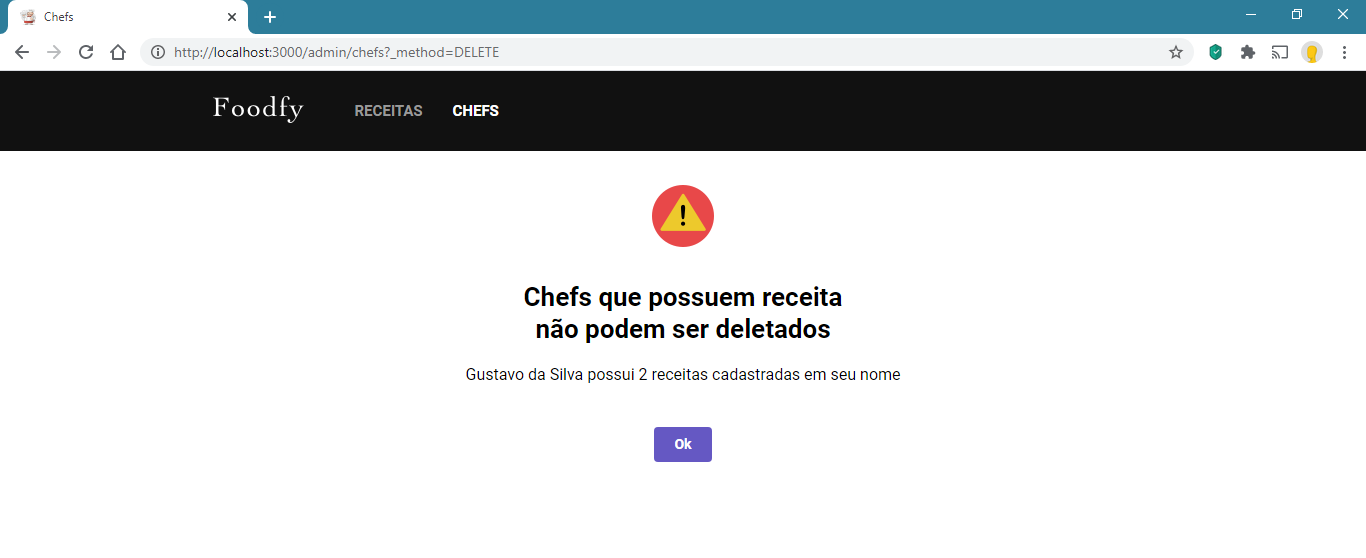 Chefs
http://localhost:3000/admin/chefs?_method=DELETE
Foodfy RECEITAS CHEFS
Chefs que possuem receita
não podem ser deletados
Gustavo da Silva possui 2 receitas cadastradas em seu nome
Ok